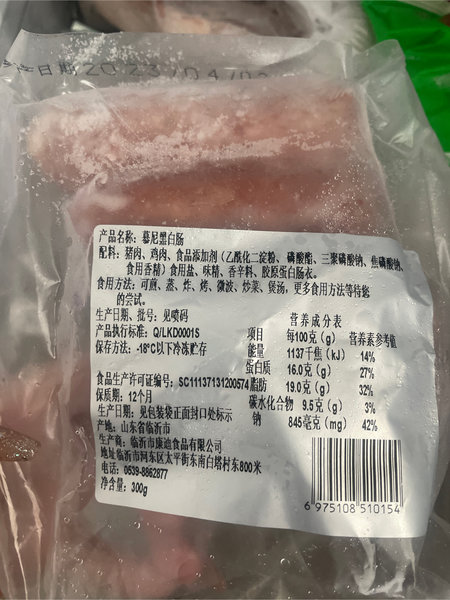 产日期2023/04/02
产品名称：慕尼黑白肠
配料：猪肉、鸡肉、食品添加剂（乙酰化二淀粉、磷酸酯、三聚磷酸钠、焦磷酸钠、
食用香精）食用盐、味精、香辛料、胶原蛋白肠衣。
食用方法：可煎、蒸、炸、烤、微波、炒菜、煲汤，更多食用方法等待您
的尝试。
生产日期、批号：见喷码
产品执行标准：Q/LKD0001S
保存方法：-18°C以下冷冻贮存
食品生产许可证编号：SC11137131200574
保质期：12个月
生产日期：见包装袋正面封口处标示
产地：山东省临沂市
生产商：临沂市康迪食品有限公司
地址临沂市河东区太平街东南白塔村东800米
电话：0539-8862877
净含量：300g
营养成分表
项目 每100克（g） 营养素参考值
能量 1137千焦（kJ） 14%
蛋白质 16.0克（g） 27%
脂肪 19.0克（g） 32%
碳水化合物 9.5克（g） 3%
钠 845毫克（mg） 42%
6 975108 510154